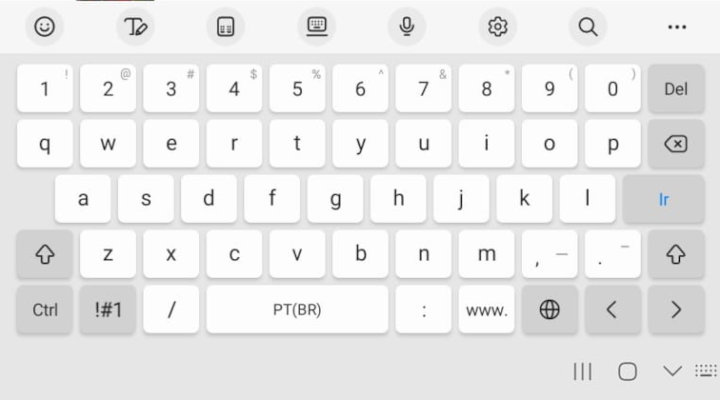 ! @ # $ % ^ & * ( )
1 2 3 4 5 6 7 8 9 0 Del
q w e r t y u i o p
a s d f g h j k l Ir
z x c v b n m , — . –
Ctrl !#1 / PT(BR) : www. < >